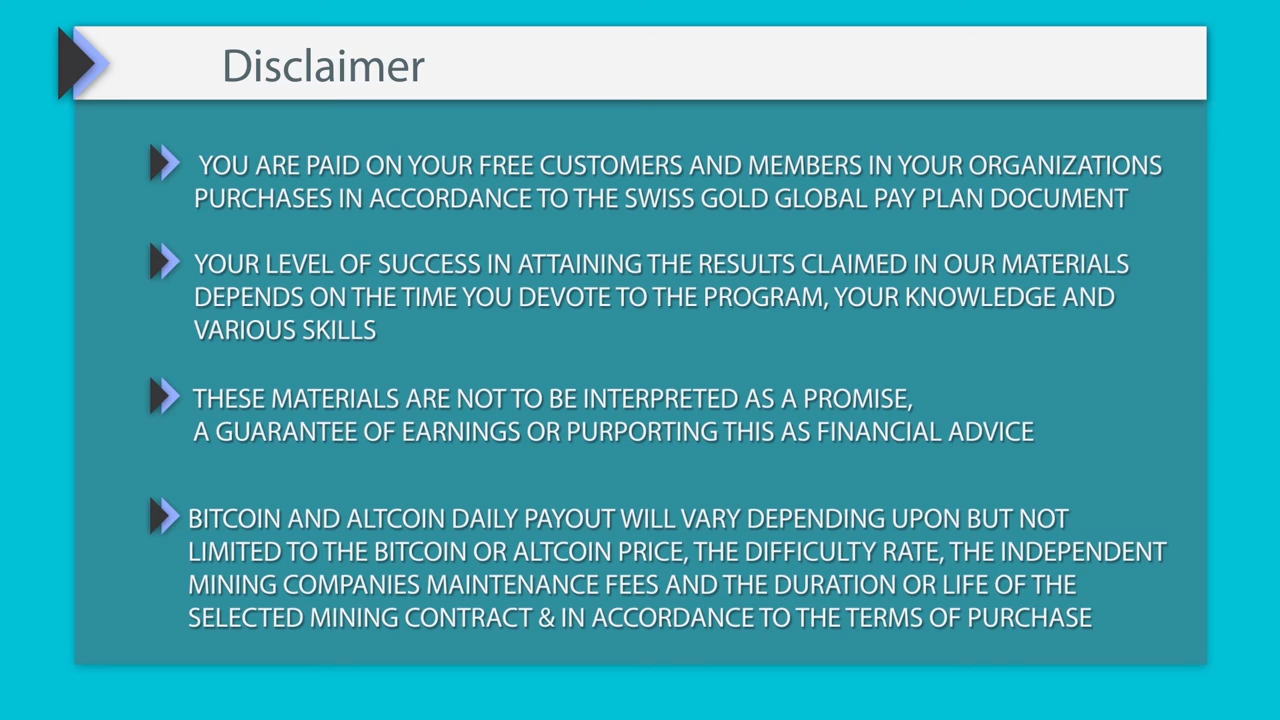 Disclaimer
YOU ARE PAID ON YOUR FREE CUSTOMERS AND MEMBERS IN YOUR ORGANIZATIONS
PURCHASES IN ACCORDANCE TO THE SWISS GOLD GLOBAL PAY PLAN DOCUMENT
YOUR LEVEL OF SUCCESS IN ATTAINING THE RESULTS CLAIMED IN OUR MATERIALS
DEPENDS ON THE TIME YOU DEVOTE TO THE PROGRAM, YOUR KNOWLEDGE AND
VARIOUS SKILLS
THESE MATERIALS ARE NOT TO BE INTERPRETED AS A PROMISE,
A GUARANTEE OF EARNINGS OR PURPORTING THIS AS FINANCIAL ADVICE
BITCOIN AND ALTCOIN DAILY PAYOUT WILL VARY DEPENDING UPON BUT NOT
LIMITED TO THE BITCOIN OR ALTCOIN PRICE, THE DIFFICULTY RATE, THE INDEPENDENT
MINING COMPANIES MAINTENANCE FEES AND THE DURATION OR LIFE OF THE
SELECTED MINING CONTRACT & IN ACCORDANCE TO THE TERMS OF PURCHASE